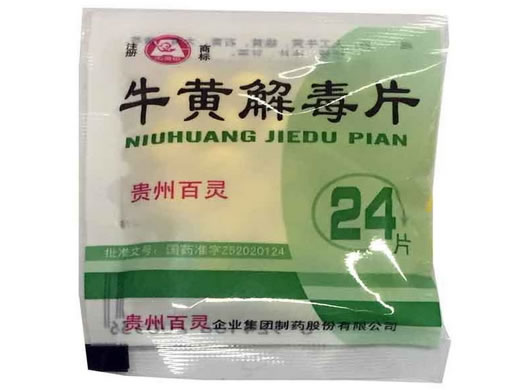 注册 商标
牛黄解毒片
NIUHUANG JIEDU PIAN
贵州百灵
24片
批准文号：国药准字Z52020124
贵州百灵企业集团制药股份有限公司